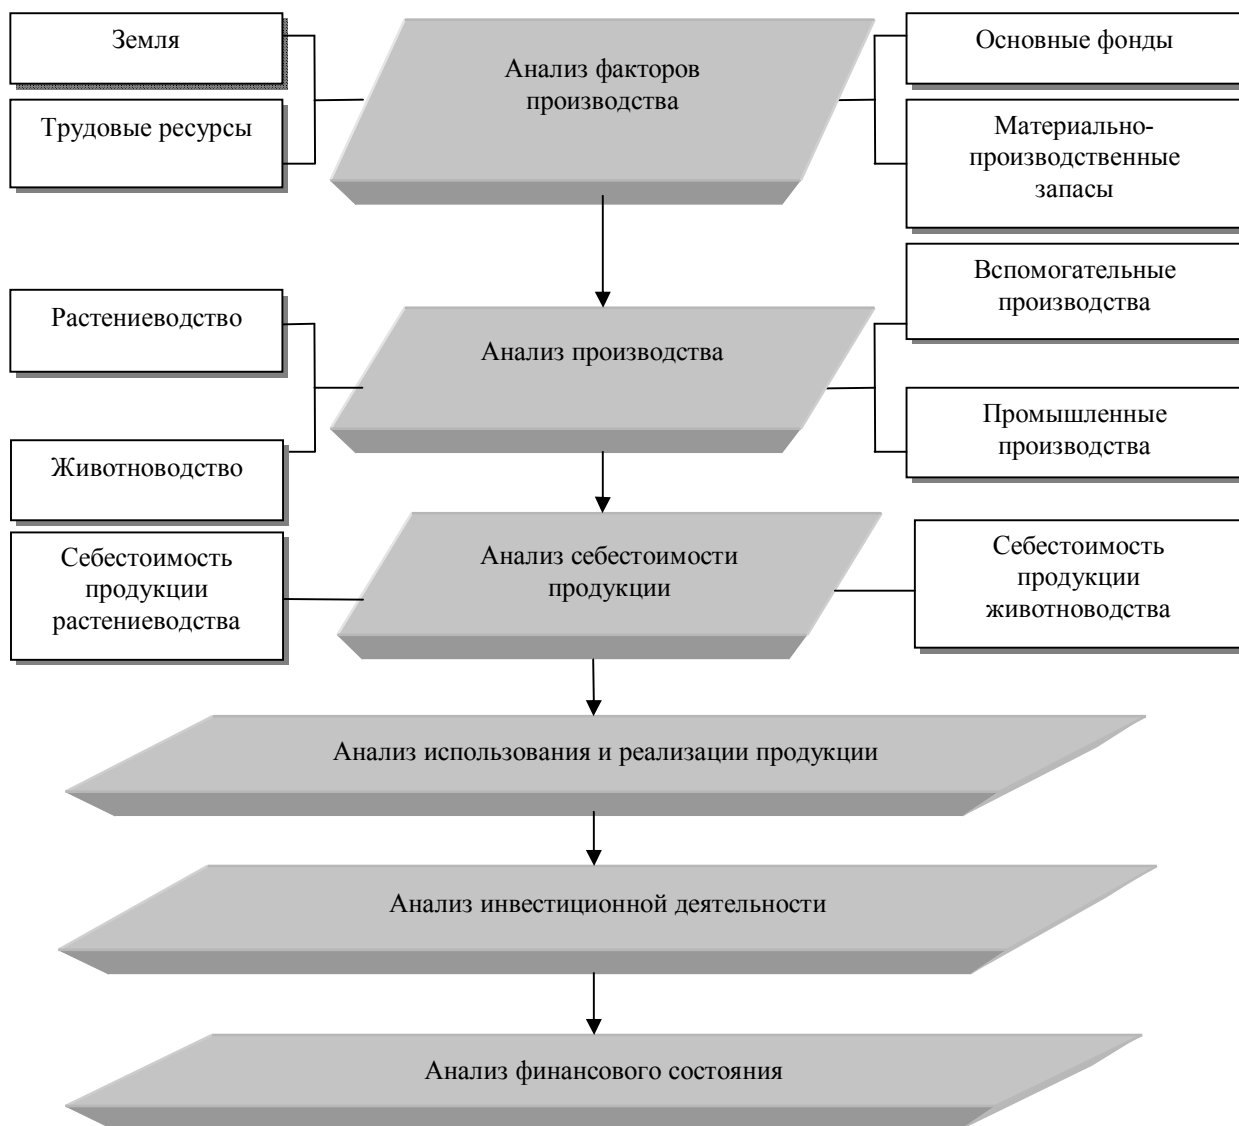 Земля
Анализ факторов
производства
Основные фонды
Трудовые ресурсы
Материально-
производственные
запасы
Растениеводство
Анализ производства
Вспомогательные
производства
Животноводство
Промышленные
производства
Себестоимость
продукции
растениеводства
Анализ себестоимости
продукции
Себестоимость
продукции
животноводства
Анализ использования и реализации продукции
Анализ инвестиционной деятельности
Анализ финансового состояния